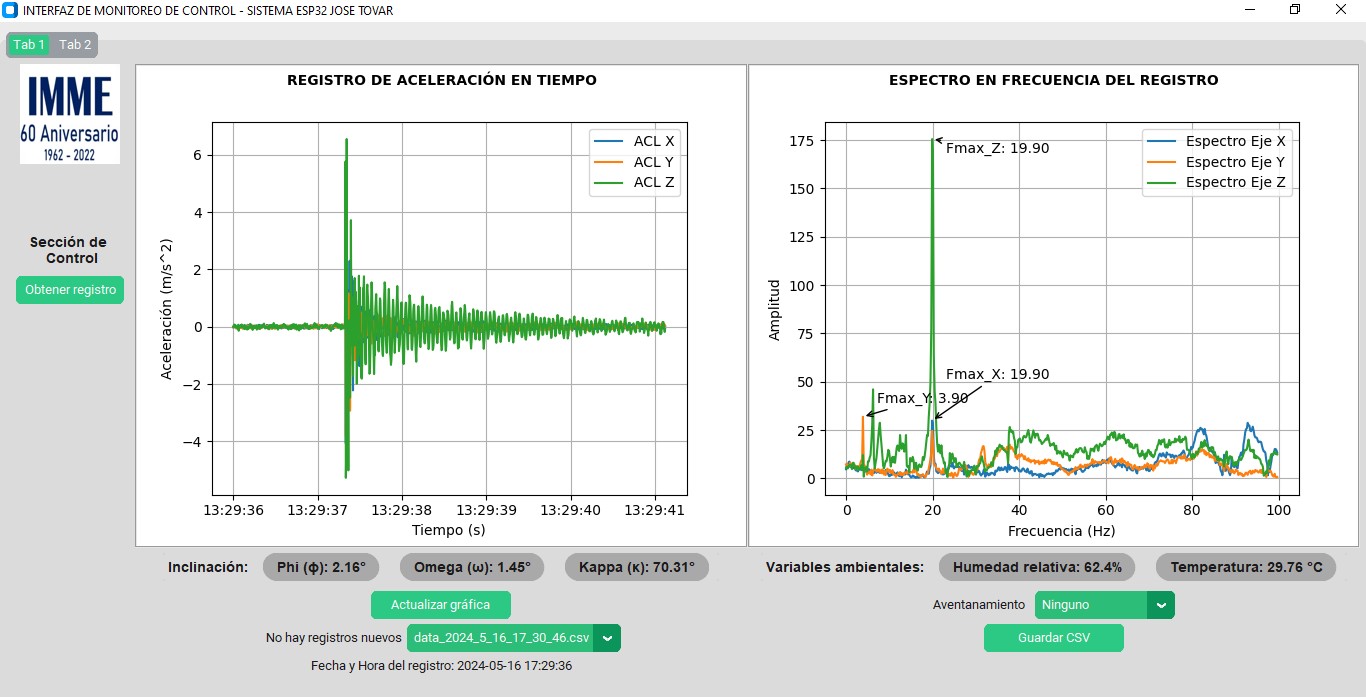 INTERFAZ DE MONITOREO DE CONTROL - SISTEMA ESP32 JOSE TOVAR
Tab 1
Tab 2
IMME
60 Aniversario
1962 - 2022
Sección de
Control
Obtener registro
REGISTRO DE ACELERACIÓN EN TIEMPO
ACL X
ACL Y
ACL Z
6
4
2
0
−2
−4
Aceleración (m/s^2)
13:29:36
13:29:37
13:29:38
13:29:39
13:29:40
13:29:41
Tiempo (s)
ESPECTRO EN FRECUENCIA DEL REGISTRO
Espectro Eje X
Espectro Eje Y
Espectro Eje Z
Fmax_Z: 19.90
Fmax_X: 19.90
Fmax_Y: 3.90
175
150
125
100
75
50
25
0
Amplitud
0
20
40
60
80
100
Frecuencia (Hz)
Inclinación:
Phi (ϕ): 2.16°
Omega (ω): 1.45°
Kappa (κ): 70.31°
Variables ambientales:
Humedad relativa: 62.4%
Temperatura: 29.76 °C
Actualizar gráfica
Aventanamiento
Ninguno
No hay registros nuevos
data_2024_5_16_17_30_46.csv
Guardar CSV
Fecha y Hora del registro: 2024-05-16 17:29:36